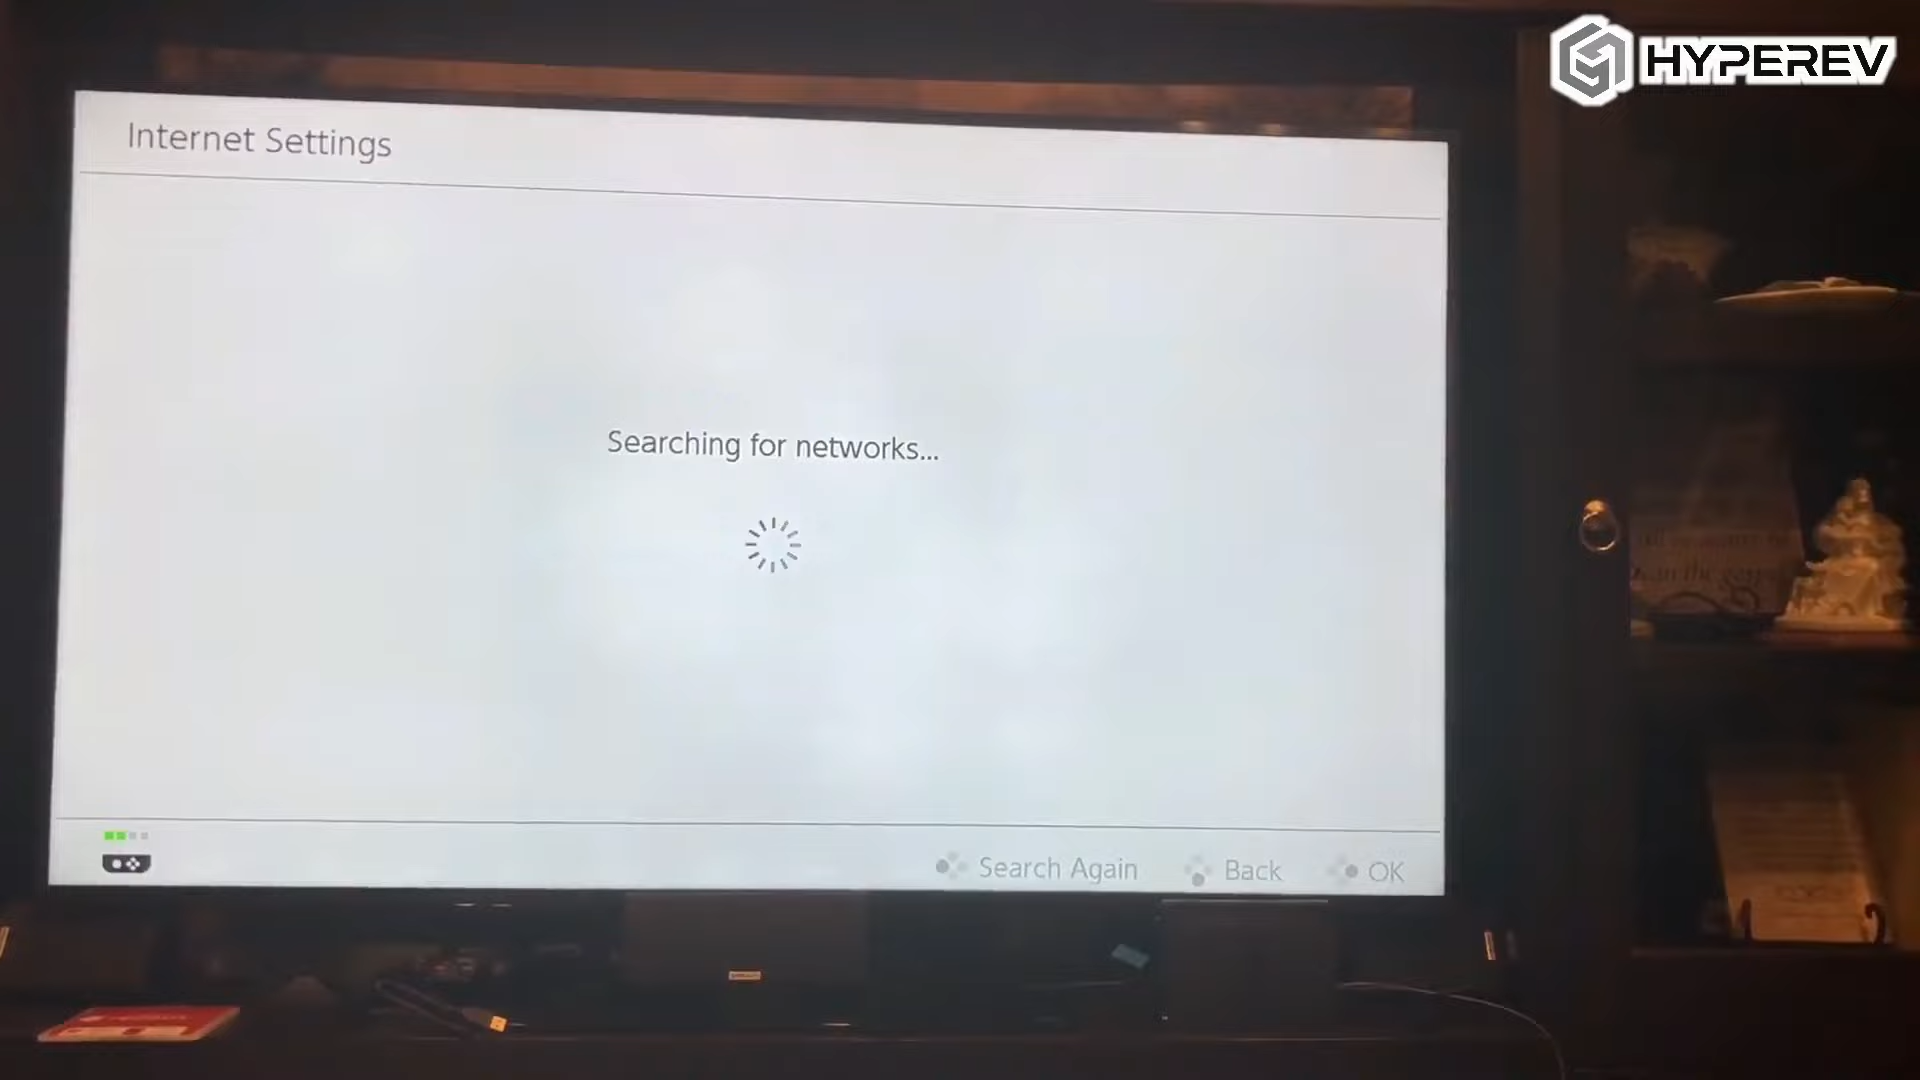 HYPEREV
Internet Settings
Searching for networks...
Search Again
Back
OK